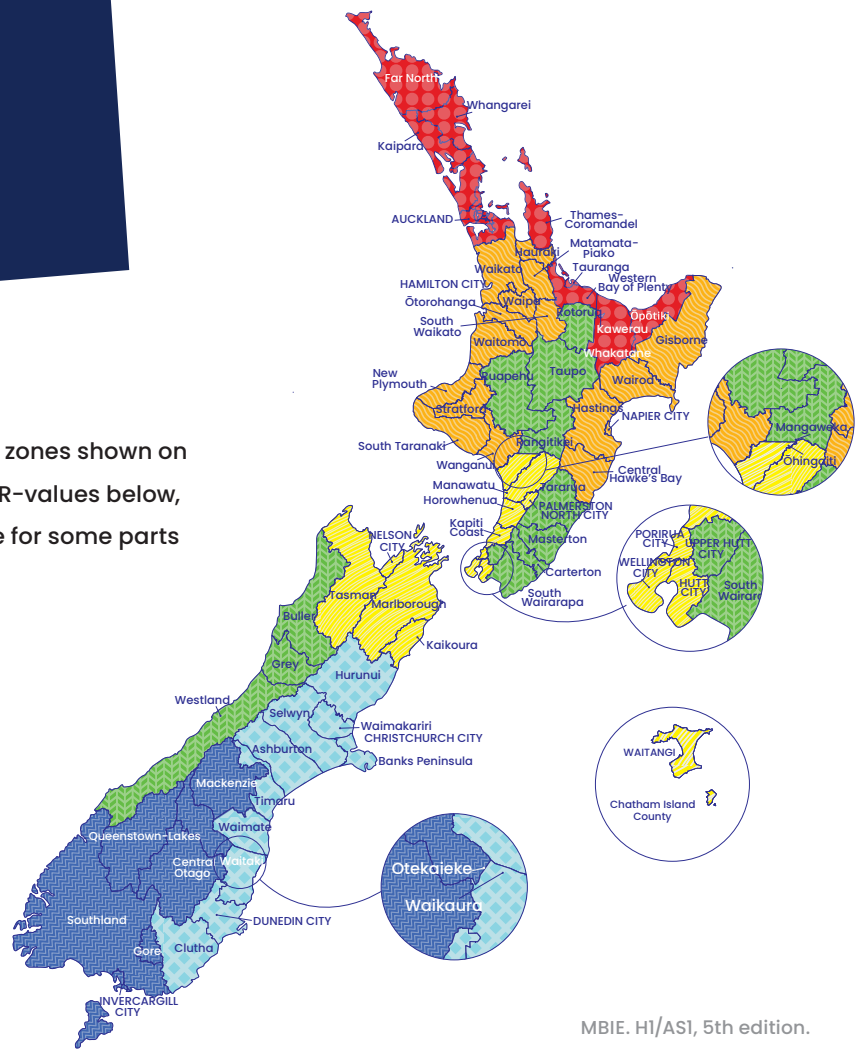 Far North
Whangarei
Kaipara
AUCKLAND
Thames-
Coromandel
Hauraki
Matamata-
Piako
Waikato
Tauranga
HAMILTON CITY
Western
Bay of Plenty
Ōtorohanga
Waipa
Rotorua
Ōpōtiki
South
Waikato
Kawerau
Waitomo
Gisborne
Whakatane
New
Plymouth
Ruapehu
Taupo
Wairoa
Stratford
Hastings
NAPIER CITY
Mangaweka
zones shown on
South Taranaki
Rangitikei
Ōhingaiti
Wanganui
Central
Hawke's Bay
R-values below,
Manawatu
Tararua
Horowhenua
PALMERSTON
NORTH CITY
e for some parts
Kapiti
Coast
NELSON
CITY
Masterton
PORIRUA
CITY
UPPER HUTT
CITY
WELLINGTON
CITY
Carterton
HUTT
CITY
South
Wairar
Tasman
Marlborough
South
Wairarapa
Buller
Kaikoura
Grey
Hurunui
Westland
Selwyn
Waimakariri
CHRISTCHURCH CITY
Ashburton
Banks Peninsula
WAITANGI
Mackenzie
Timaru
Chatham Island
County
Waimate
Queenstown-Lakes
Central
Otago
Waitaki
Otekaieke
Waikaura
Southland
DUNEDIN CITY
Gore
Clutha
INVERCARGILL
CITY
MBIE. H1/AS1, 5th edition.